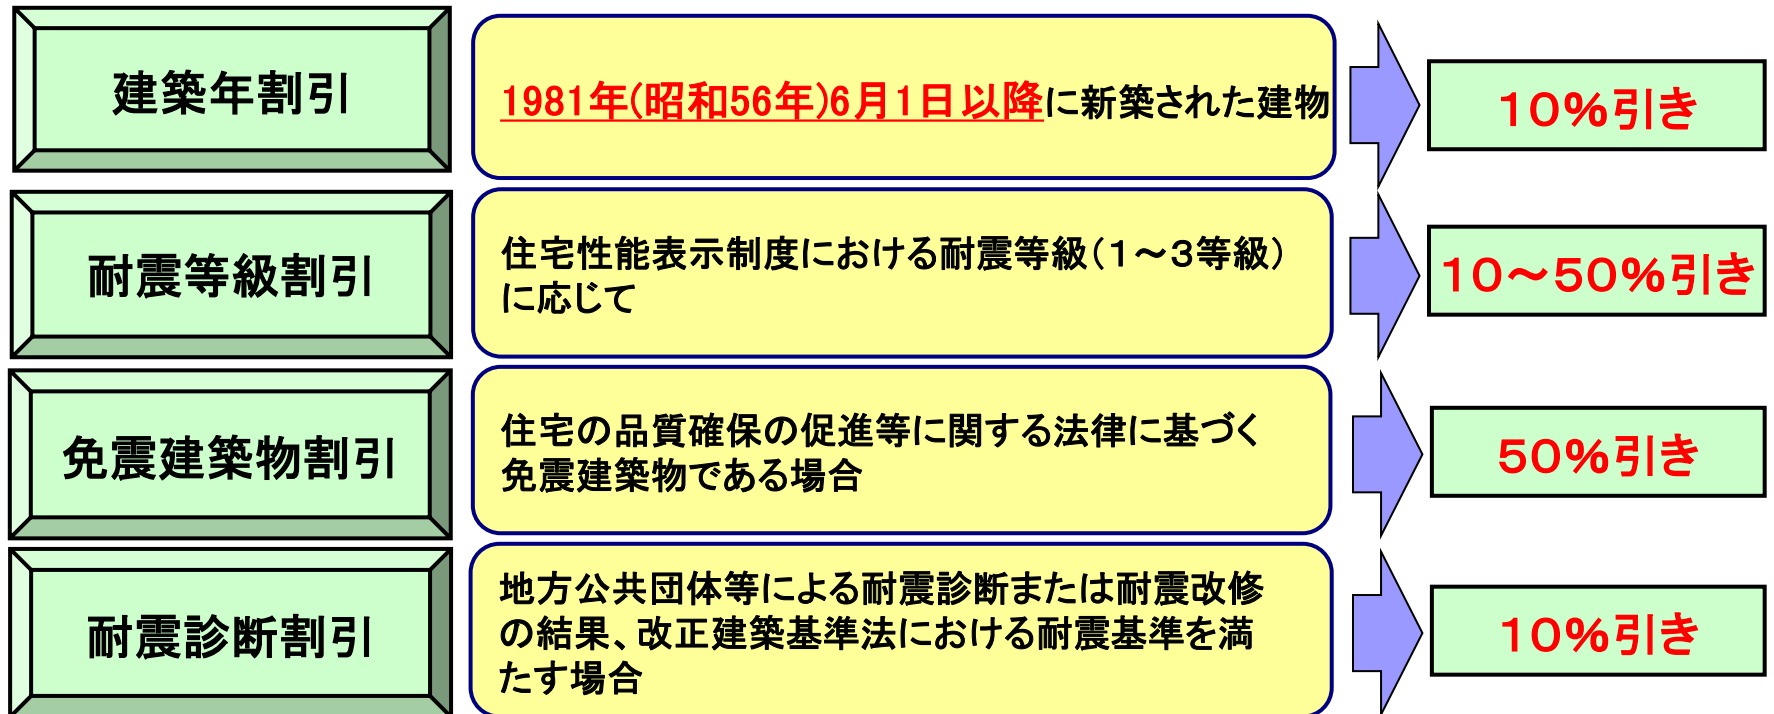 建築年割引
1981年(昭和56年)6月1日以降に新築された建物
10%引き
耐震等級割引
住宅性能表示制度における耐震等級(1～3等級)
に応じて
10～50%引き
免震建築物割引
住宅の品質確保の促進等に関する法律に基づく
免震建築物である場合
50%引き
耐震診断割引
地方公共団体等による耐震診断または耐震改修
の結果、改正建築基準法における耐震基準を満
たす場合
10%引き